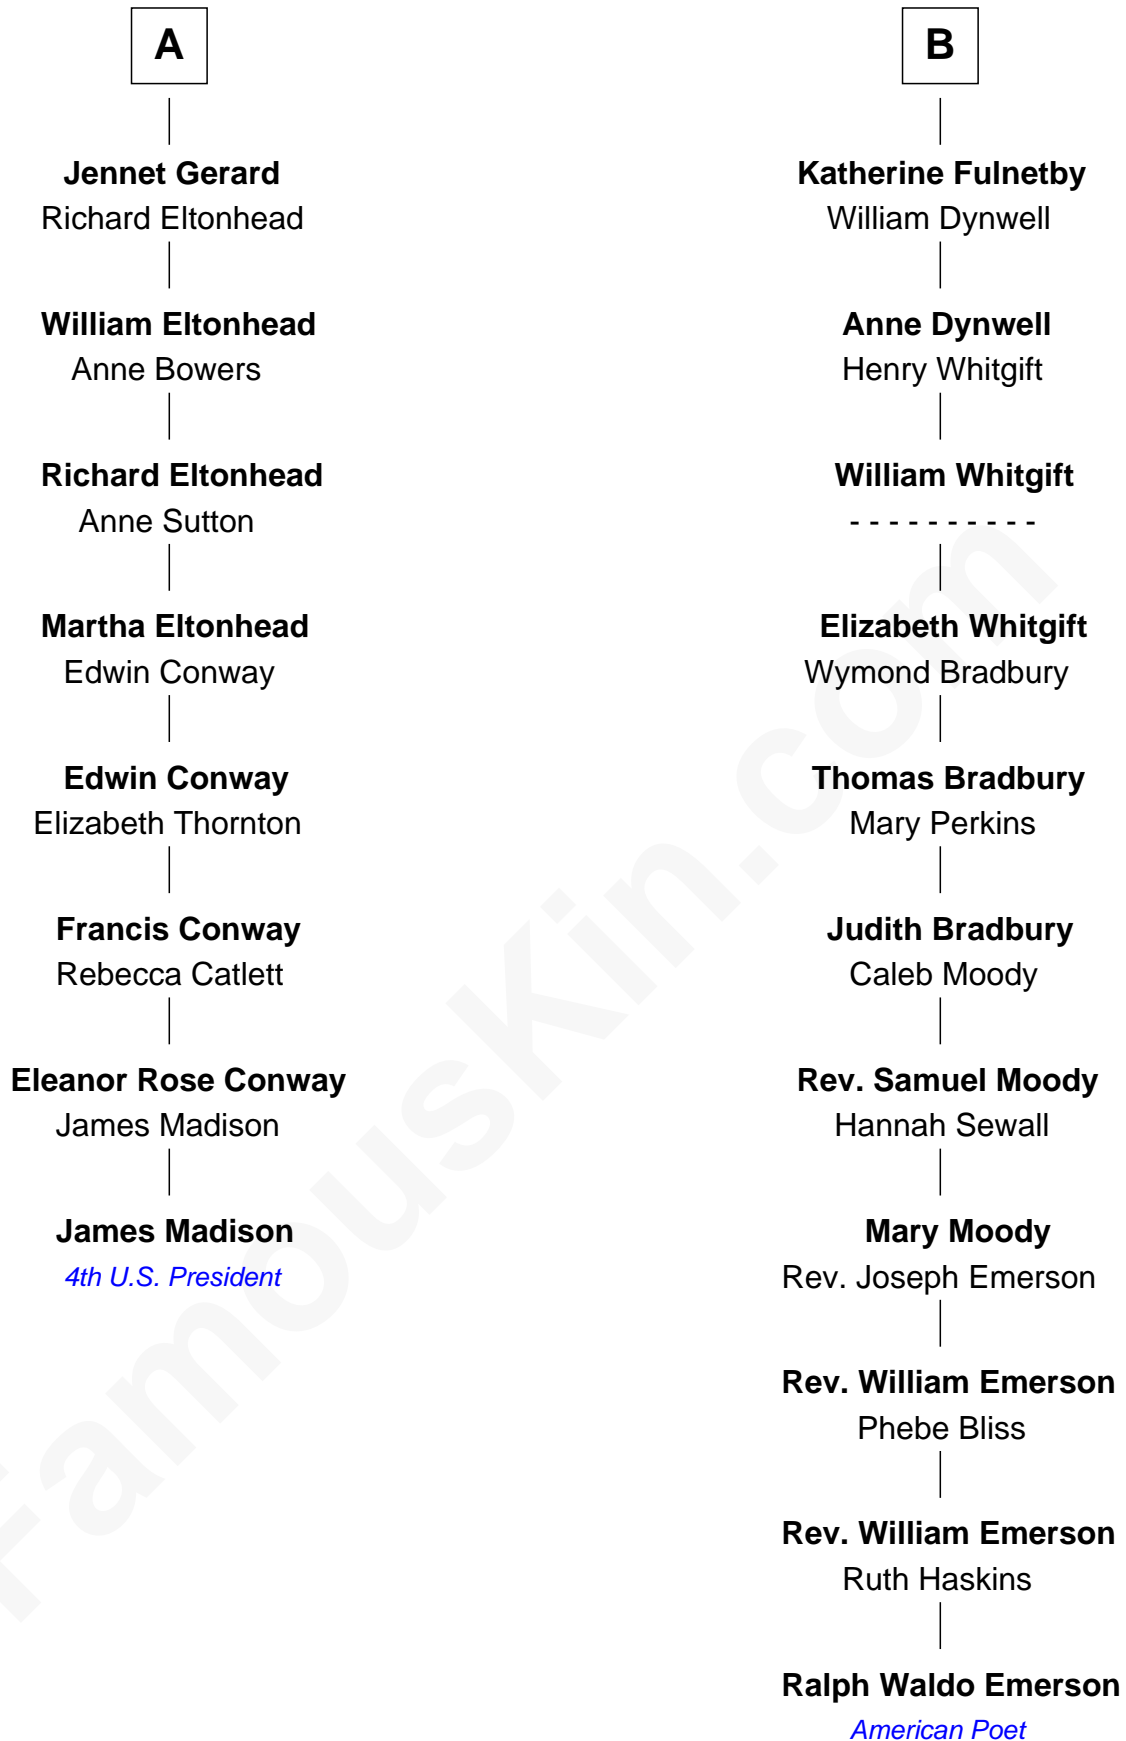 A
Jennet Gerard
Richard Eltonhead
William Eltonhead
Anne Bowers
Richard Eltonhead
Anne Sutton
Martha Eltonhead
Edwin Conway
Edwin Conway
Elizabeth Thornton
Francis Conway
Rebecca Catlett
Eleanor Rose Conway
James Madison
James Madison
4th U.S. President
B
Katherine Fulnetby
William Dynwell
Anne Dynwell
Henry Whitgift
William Whitgift
- - - - - - - - - -
Elizabeth Whitgift
Wymond Bradbury
Thomas Bradbury
Mary Perkins
Judith Bradbury
Caleb Moody
Rev. Samuel Moody
Hannah Sewall
Mary Moody
Rev. Joseph Emerson
Rev. William Emerson
Phebe Bliss
Rev. William Emerson
Ruth Haskins
Ralph Waldo Emerson
American Poet
FamousKin.com